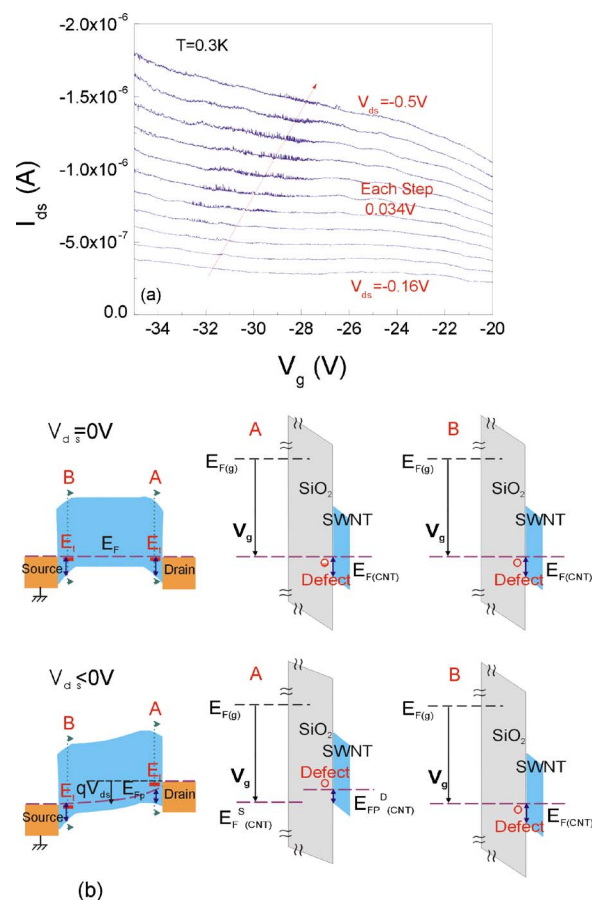 -2.0x10⁻⁶
T=0.3K
-1.5x10⁻⁶
V_ds=-0.5V
-1.0x10⁻⁶
Each Step
0.034V
-5.0x10⁻⁷
V_ds=-0.16V
0.0
(a)
I_ds (A)
-34 -32 -30 -28 -26 -24 -22 -20
V_g (V)
V_ds=0V
B A
E_t E_F E_t
Source Drain
A
E_F(g)
SiO₂
SWNT
V_g
Defect
E_F(CNT)
B
E_F(g)
SiO₂
SWNT
V_g
Defect
E_F(CNT)
V_ds<0V
B A
E_t qV_ds E_Fp E_t
Source Drain
A
E_F(g)
SiO₂
SWNT
Defect
V_g
E_F^S (CNT)
E_FP^D (CNT)
B
E_F(g)
SiO₂
SWNT
V_g
Defect
E_F(CNT)
(b)